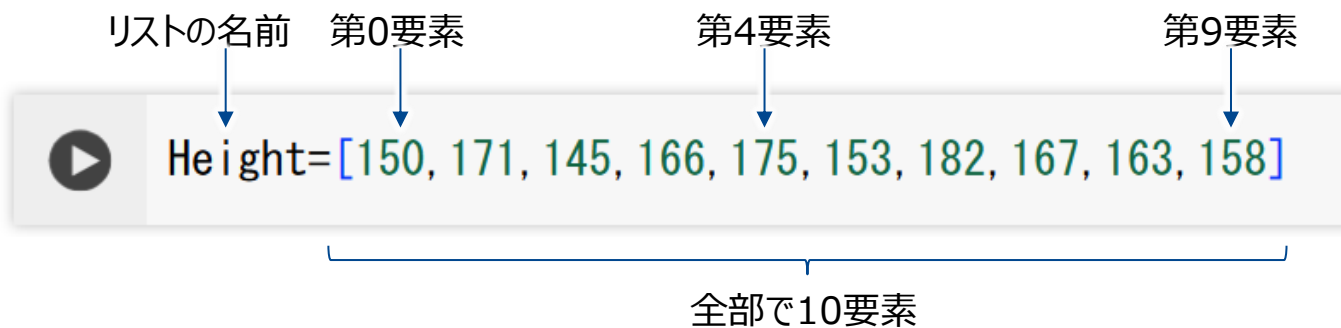 リストの名前 第0要素 第4要素 第9要素
Height=[150, 171, 145, 166, 175, 153, 182, 167, 163, 158]
全部で10要素